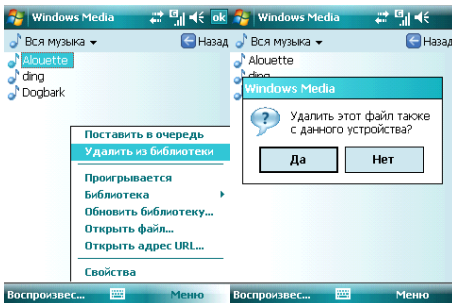 Windows Media
ok
Вся музыка
Назад
Alouette
ding
Dogbark
Поставить в очередь
Удалить из библиотеки
Проигрывается
Библиотека
Обновить библиотеку...
Открыть файл...
Открыть адрес URL...
Свойства
Воспроизвес...
Меню
Windows Media
Вся музыка
Назад
Alouette
ding
Windows Media
Удалить этот файл также
с данного устройства?
Да
Нет
Воспроизвес...
Меню